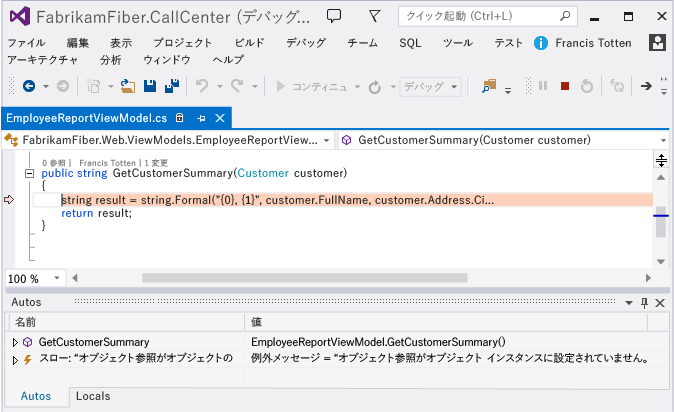 FabrikamFiber.CallCenter (デバッグ...
クイック起動 (Ctrl+L)
ファイル 編集 表示 プロジェクト ビルド デバッグ チーム SQL ツール テスト Francis Totten
アーキテクチャ 分析 ウィンドウ ヘルプ
コンティニュ デバッグ
EmployeeReportViewModel.cs
FabrikamFiber.Web.ViewModels.EmployeeReportView... GetCustomerSummary(Customer customer)
0 参照 | Francis Totten | 1 変更
public string GetCustomerSummary(Customer customer)
{
string result = string.Formal("{0}, {1}", customer.FullName, customer.Address.Ci...
return result;
}
100 %
Autos
名前 値
GetCustomerSummary EmployeeReportViewModel.GetCustomerSummary()
スロー: "オブジェクト参照がオブジェクトの 例外メッセージ = "オブジェクト参照がオブジェクト インスタンスに設定されていません。
Autos Locals